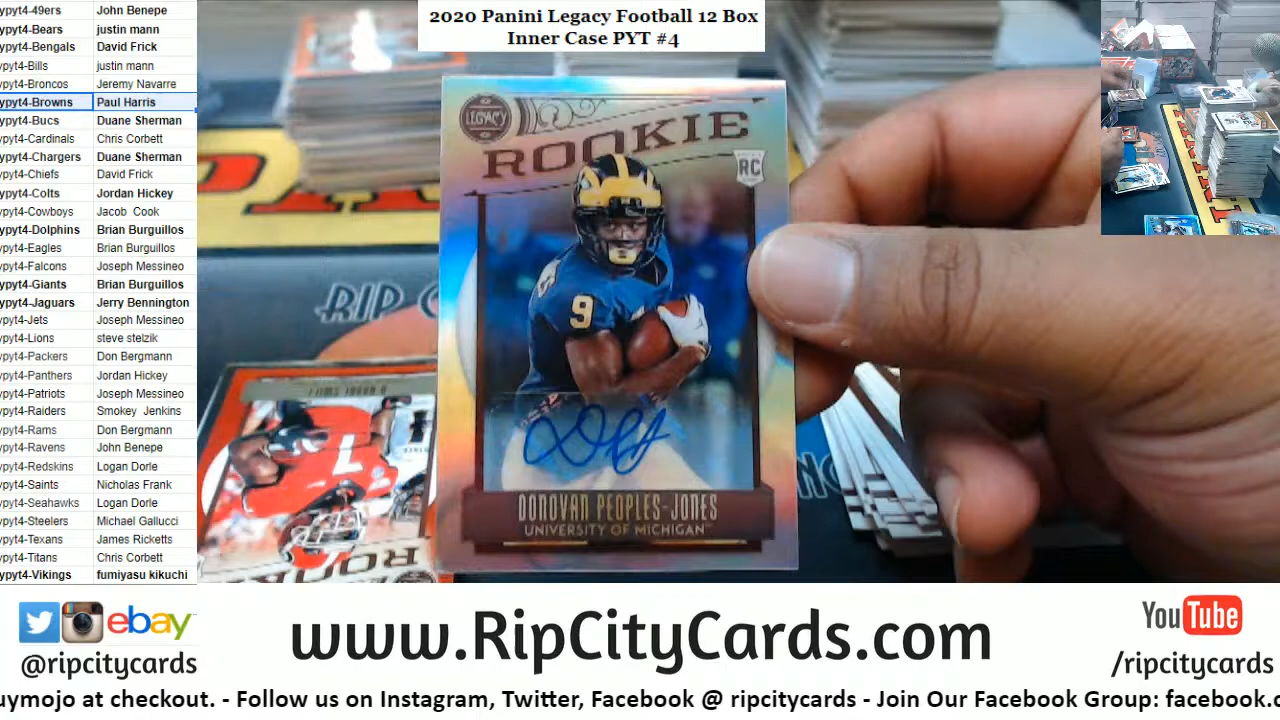 ypyt4-49ers John Benepe
ypyt4-Bears justin mann
ypyt4-Bengals David Frick
ypyt4-Bills justin mann
ypyt4-Broncos Jeremy Navarre
ypyt4-Browns Paul Harris
ypyt4-Bucs Duane Sherman
ypyt4-Cardinals Chris Corbett
ypyt4-Chargers Duane Sherman
ypyt4-Chiefs David Frick
ypyt4-Colts Jordan Hickey
ypyt4-Cowboys Jacob Cook
ypyt4-Dolphins Brian Burguillos
ypyt4-Eagles Brian Burguillos
ypyt4-Falcons Joseph Messineo
ypyt4-Giants Brian Burguillos
ypyt4-Jaguars Jerry Bennington
ypyt4-Jets Joseph Messineo
ypyt4-Lions steve stelzik
ypyt4-Packers Don Bergmann
ypyt4-Panthers Jordan Hickey
ypyt4-Patriots Joseph Messineo
ypyt4-Raiders Smokey Jenkins
ypyt4-Rams Don Bergmann
ypyt4-Ravens John Benepe
ypyt4-Redskins Logan Dorle
ypyt4-Saints Nicholas Frank
ypyt4-Seahawks Logan Dorle
ypyt4-Steelers Michael Gallucci
ypyt4-Texans James Ricketts
ypyt4-Titans Chris Corbett
ypyt4-Vikings fumiyasu kikuchi
2020 Panini Legacy Football 12 Box
Inner Case PYT #4
LEGACY
ROOKIE
RC
9
DONOVAN PEOPLES-JONES
UNIVERSITY OF MICHIGAN
RIP
ROOKIE
ebay
@ripcitycards
www.RipCityCards.com
YouTube
/ripcitycards
uymojo at checkout. - Follow us on Instagram, Twitter, Facebook @ ripcitycards - Join Our Facebook Group: facebook.c